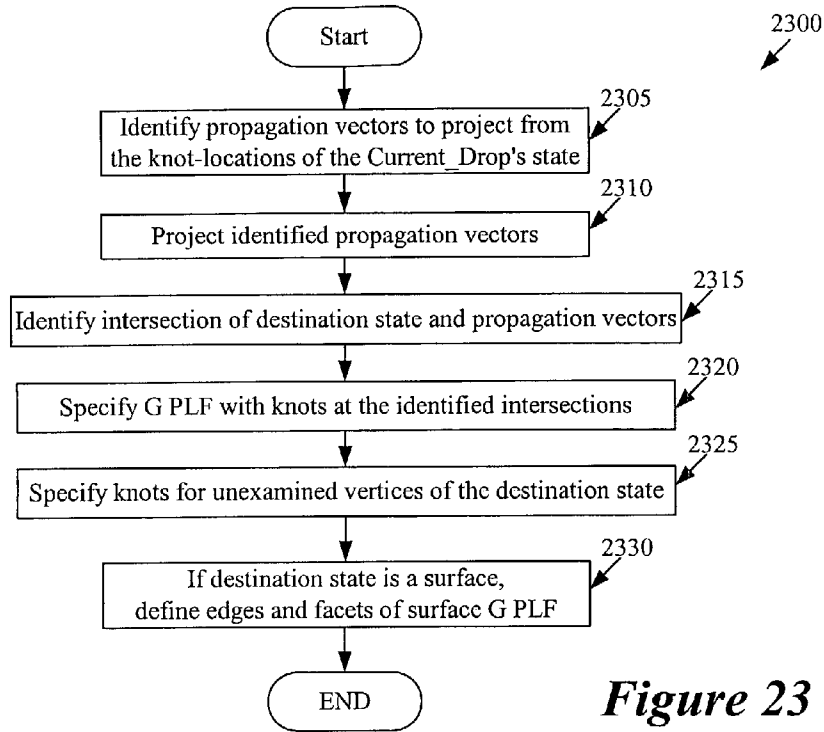 Start
2300
2305
Identify propagation vectors to project from
the knot-locations of the Current_Drop's state
2310
Project identified propagation vectors
2315
Identify intersection of destination state and propagation vectors
2320
Specify G PLF with knots at the identified intersections
2325
Specify knots for unexamined vertices of the destination state
2330
If destination state is a surface,
define edges and facets of surface G PLF
END
Figure 23